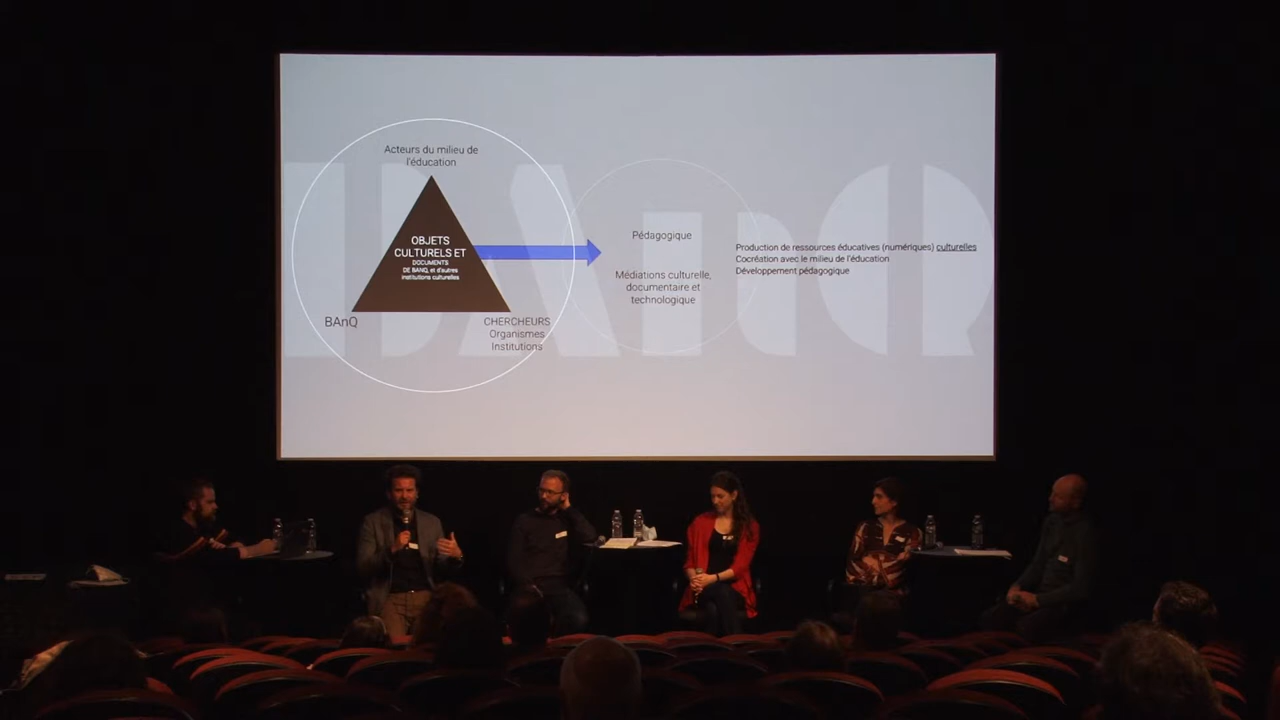 BAnQ
Acteurs du milieu de
l'éducation
OBJETS
CULTURELS ET
DOCUMENTS
DE BANQ, et d'autres
institutions culturelles
BAnQ
CHERCHEURS
Organismes
Institutions
Pédagogique
Médiations culturelle,
documentaire et
technologique
Production de ressources éducatives (numériques) culturelles
Cocréation avec le milieu de l'éducation
Développement pédagogique